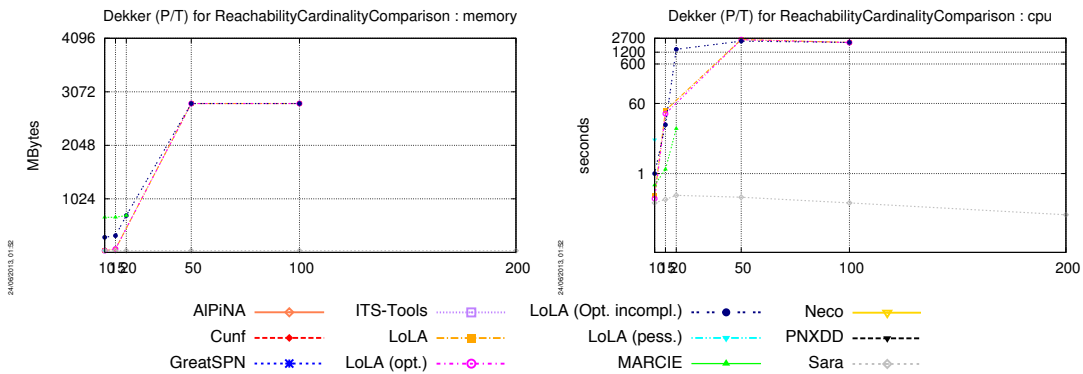 Dekker (P/T) for ReachabilityCardinalityComparison : memory
4096
3072
2048
1024
MBytes
10 15 20 50 100 200
24/06/2013, 01:52
Dekker (P/T) for ReachabilityCardinalityComparison : cpu
2700
1200
600
60
1
seconds
10 15 20 50 100 200
24/06/2013, 01:52
AlPiNA
Cunf
GreatSPN
ITS-Tools
LoLA
LoLA (opt.)
LoLA (Opt. incompl.)
LoLA (pess.)
MARCIE
Neco
PNXDD
Sara